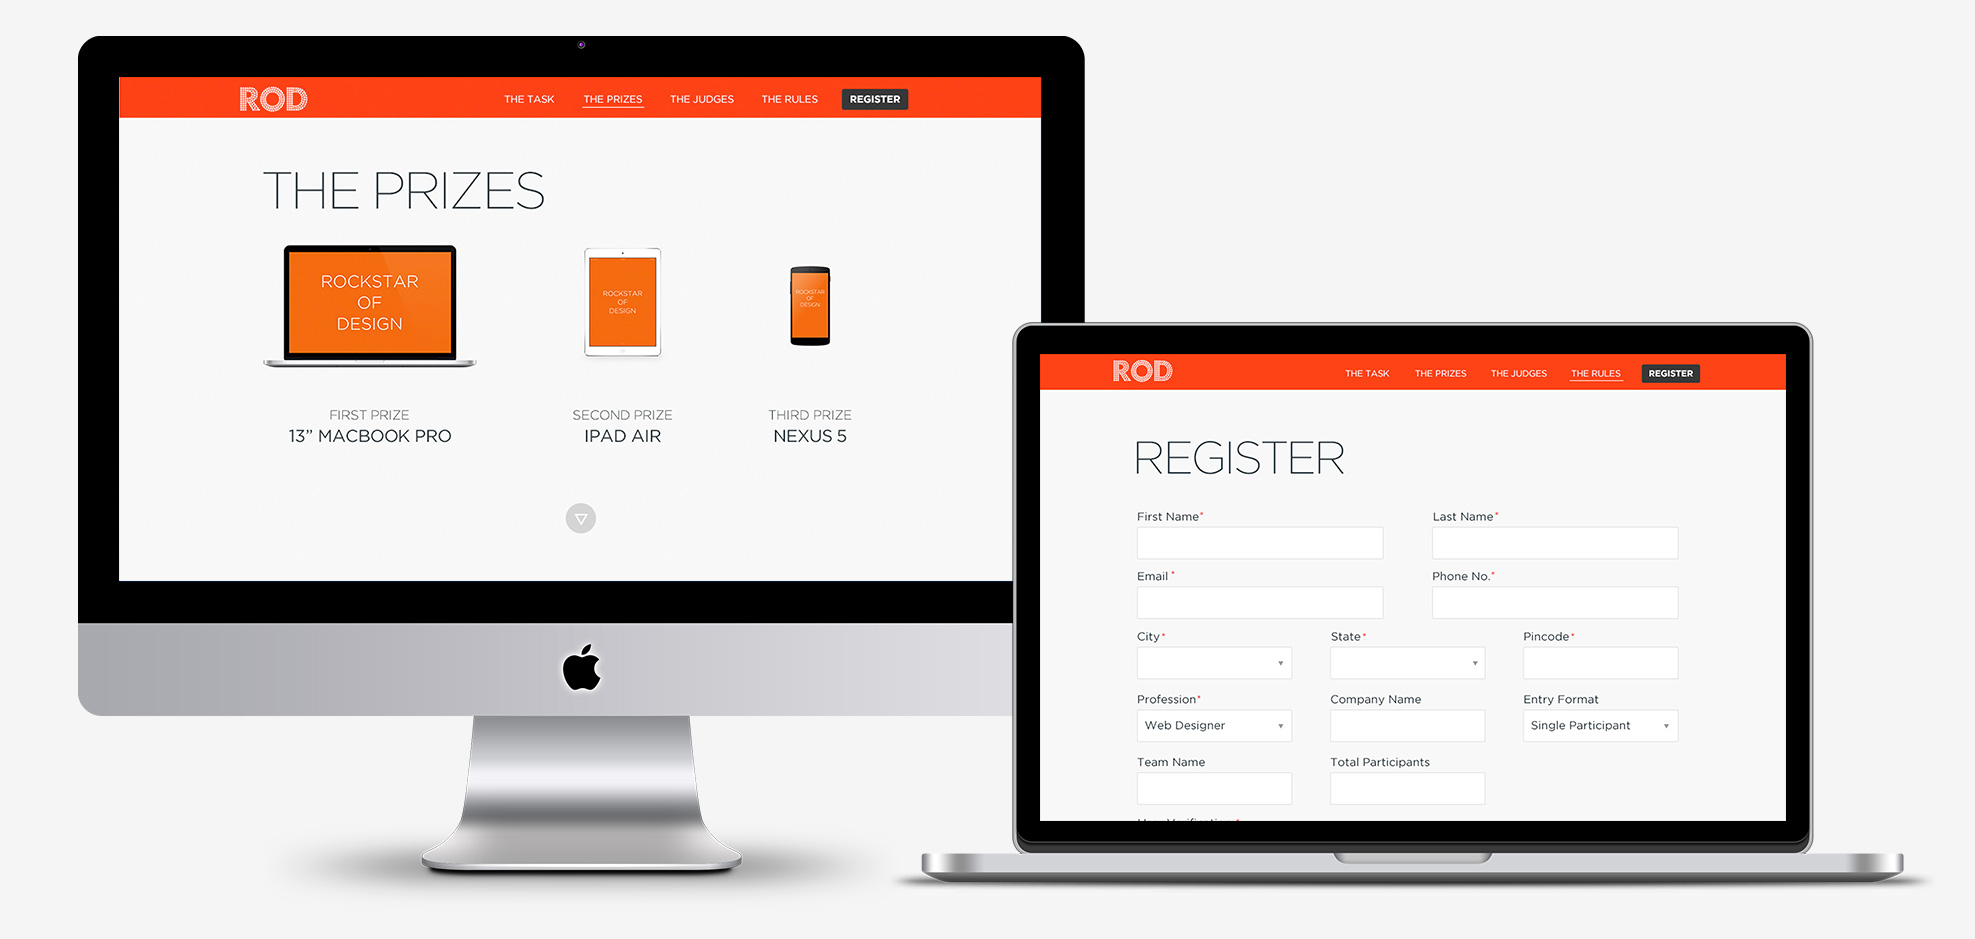 ROD
THE TASK THE PRIZES THE JUDGES THE RULES REGISTER
THE PRIZES
ROCKSTAR
OF
DESIGN
ROCKSTAR
OF
DESIGN
ROCKSTAR
OF
DESIGN
FIRST PRIZE
13” MACBOOK PRO
SECOND PRIZE
IPAD AIR
THIRD PRIZE
NEXUS 5
ROD
THE TASK THE PRIZES THE JUDGES THE RULES REGISTER
REGISTER
First Name* Last Name*
Email * Phone No.*
City* State* Pincode*
Profession* Company Name Entry Format
Web Designer Single Participant
Team Name Total Participants